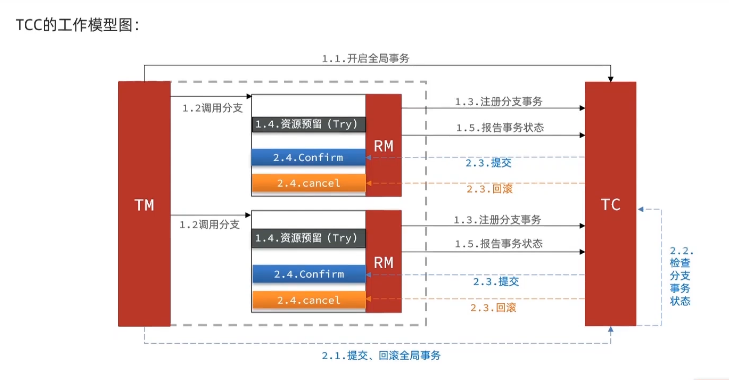 TCC的工作模型图：
1.1.开启全局事务
TM
1.2调用分支
1.4.资源预留（Try）
2.4.Confirm
2.4.cancel
RM
1.3.注册分支事务
1.5.报告事务状态
2.3.提交
2.3.回滚
1.2调用分支
1.4.资源预留（Try）
2.4.Confirm
2.4.cancel
RM
1.3.注册分支事务
1.5.报告事务状态
2.3.提交
2.3.回滚
TC
2.2.
检查
分支
事务
状态
2.1.提交、回滚全局事务